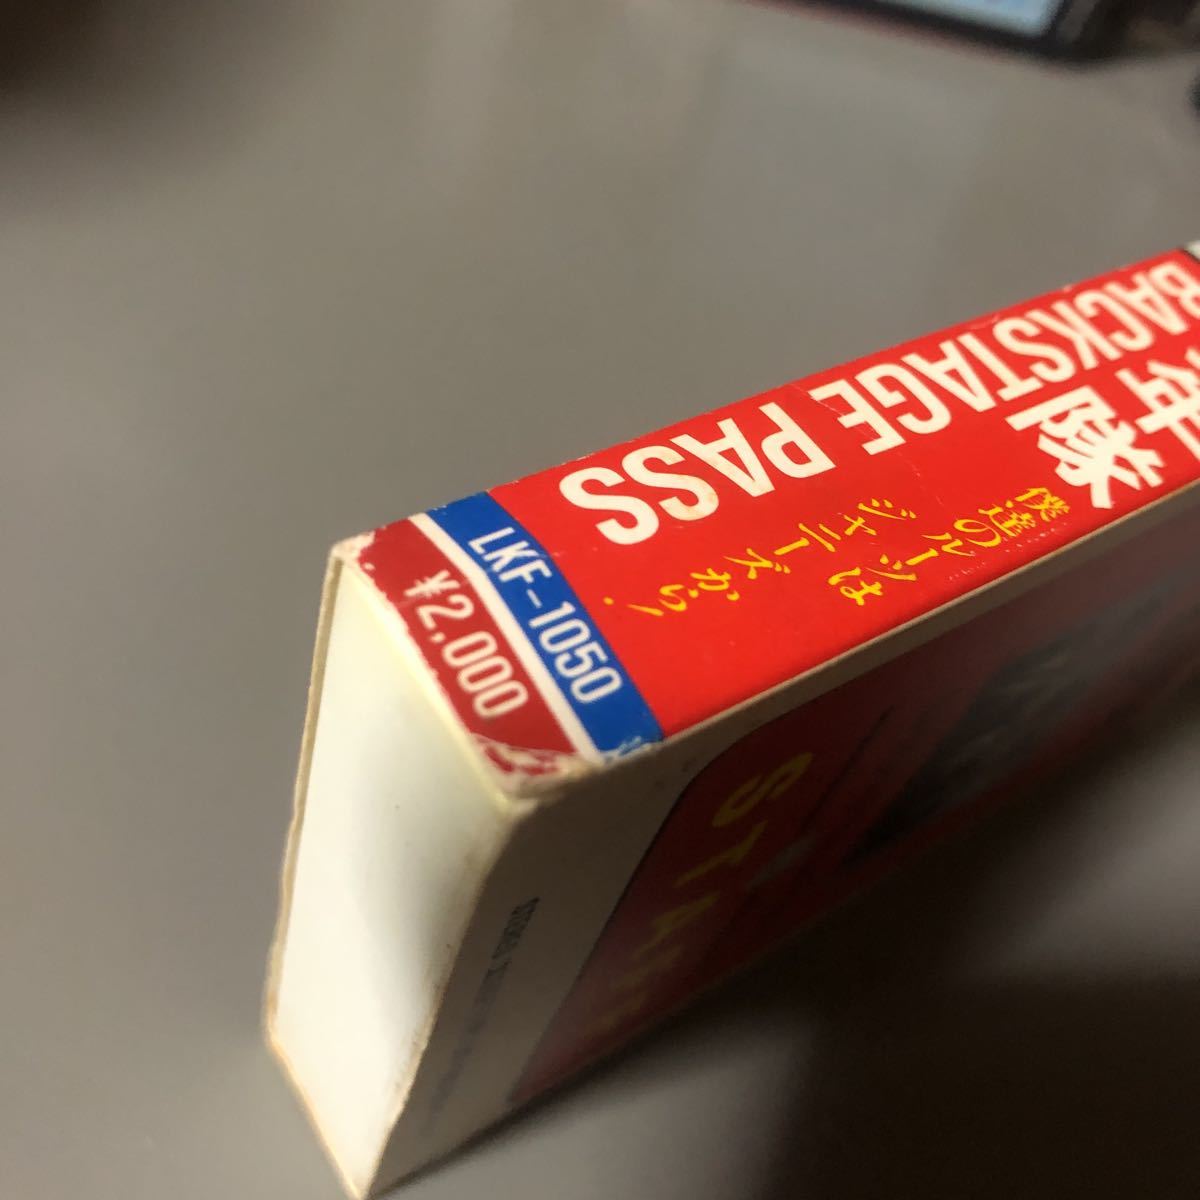 年隊
BACKSTAGE PASS
僕達のルーツは
ジャニーズから!
LKF-1050
¥2,000
STAFF